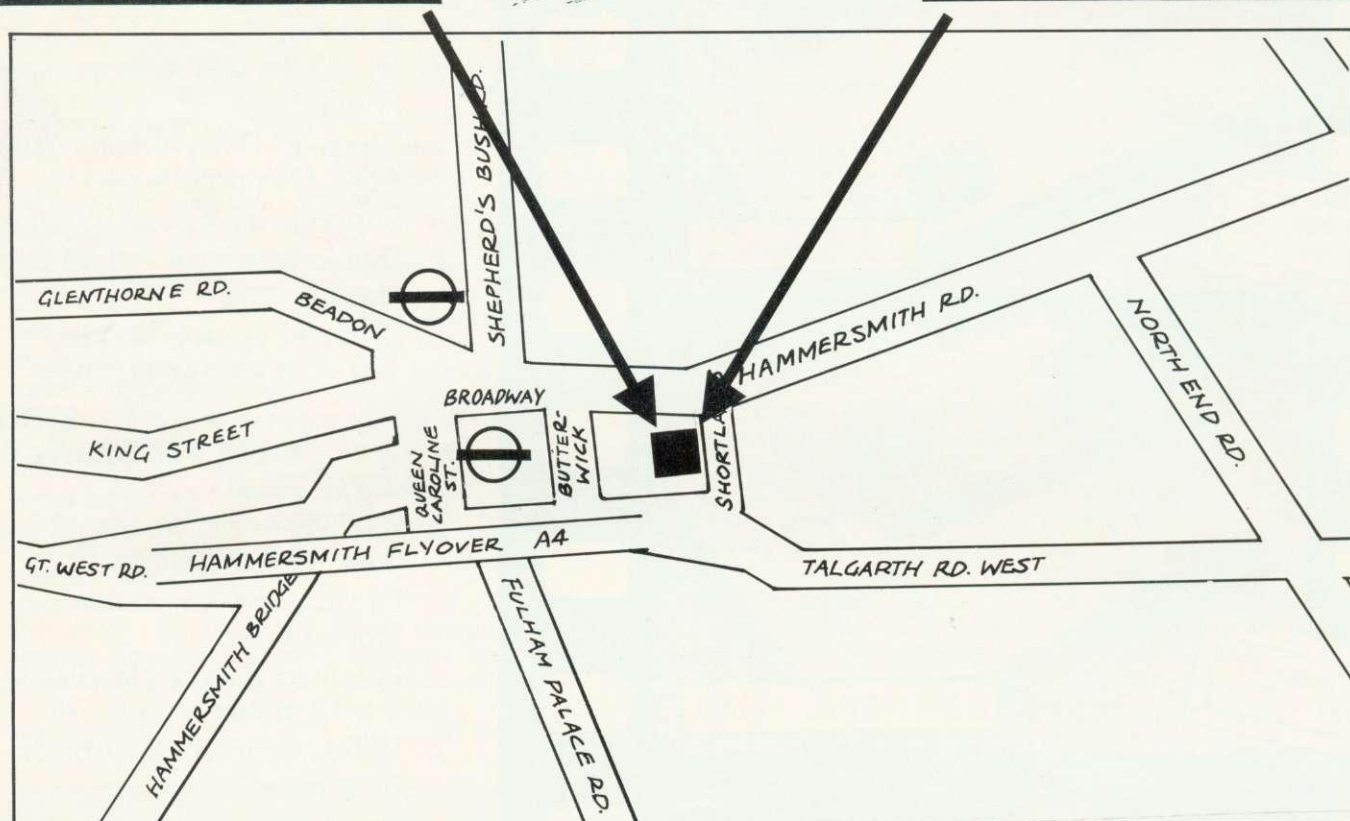 SHEPHERD'S BUSH RD.
GLENTHORNE RD.
BEADON
HAMMERSMITH RD.
NORTH END RD.
BROADWAY
KING STREET
QUEEN
CAROLINE
ST.
BUTTER-
WICK
SHORTLANDS
GT. WEST RD.
HAMMERSMITH FLYOVER A4
TALGARTH RD. WEST
HAMMERSMITH BRIDGE
FULHAM PALACE RD.